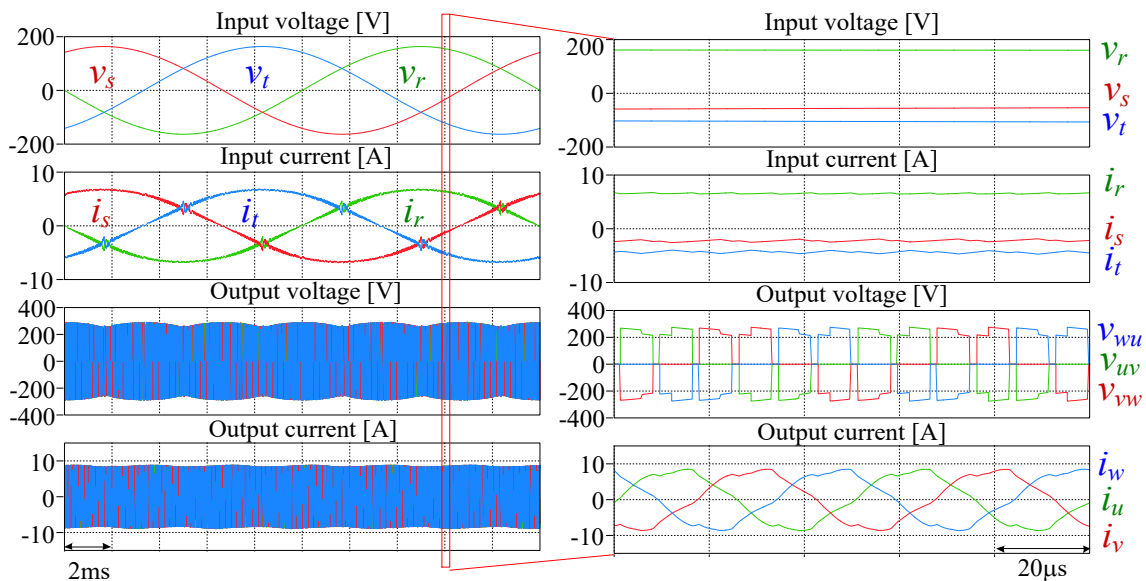 Input voltage [V]
200
0
-200
v_s
v_t
v_r
Input current [A]
10
0
-10
i_s
i_t
i_r
Output voltage [V]
400
200
0
-200
-400
Output current [A]
10
0
-10
2ms
Input voltage [V]
200
0
-200
v_r
v_s
v_t
Input current [A]
10
0
-10
i_r
i_s
i_t
Output voltage [V]
400
200
0
-200
-400
v_wu
v_uv
v_vw
Output current [A]
10
0
-10
i_w
i_u
i_v
20μs